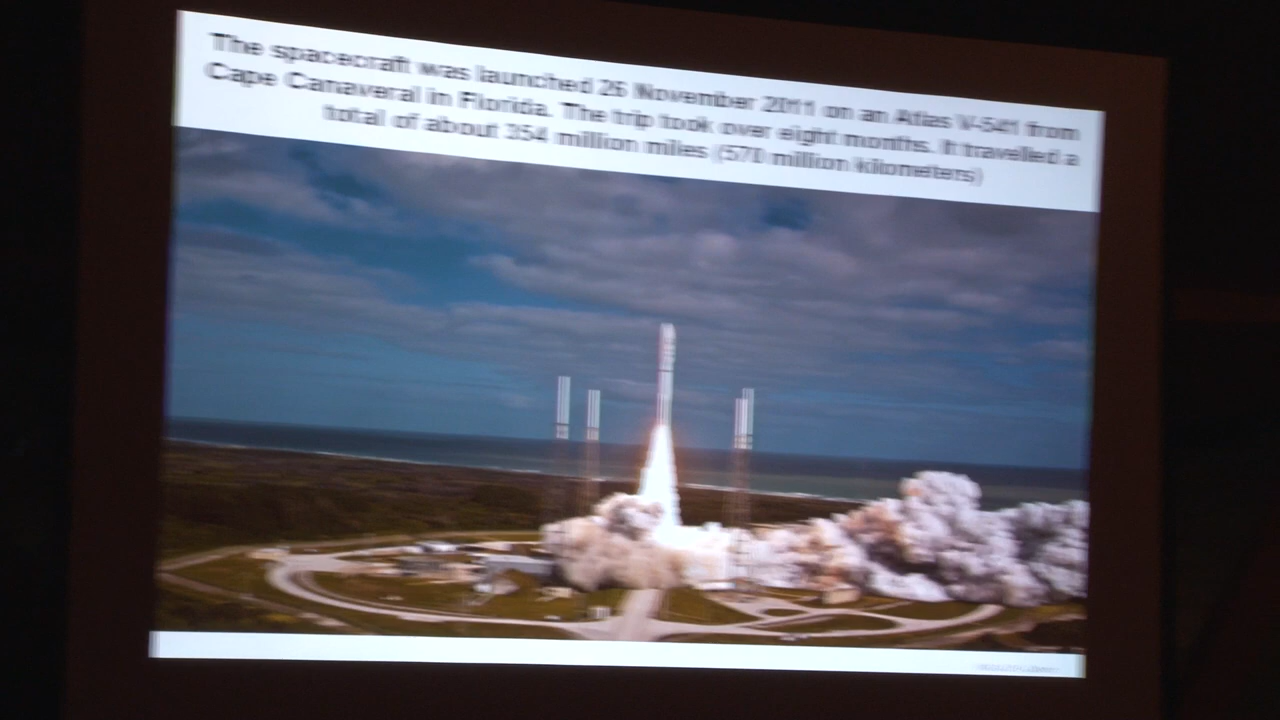 The spacecraft was launched 26 November 2011 on an Atlas V-541 from
Cape Canaveral in Florida. The trip took over eight months. It travelled a
total of about 354 million miles (570 million kilometers)